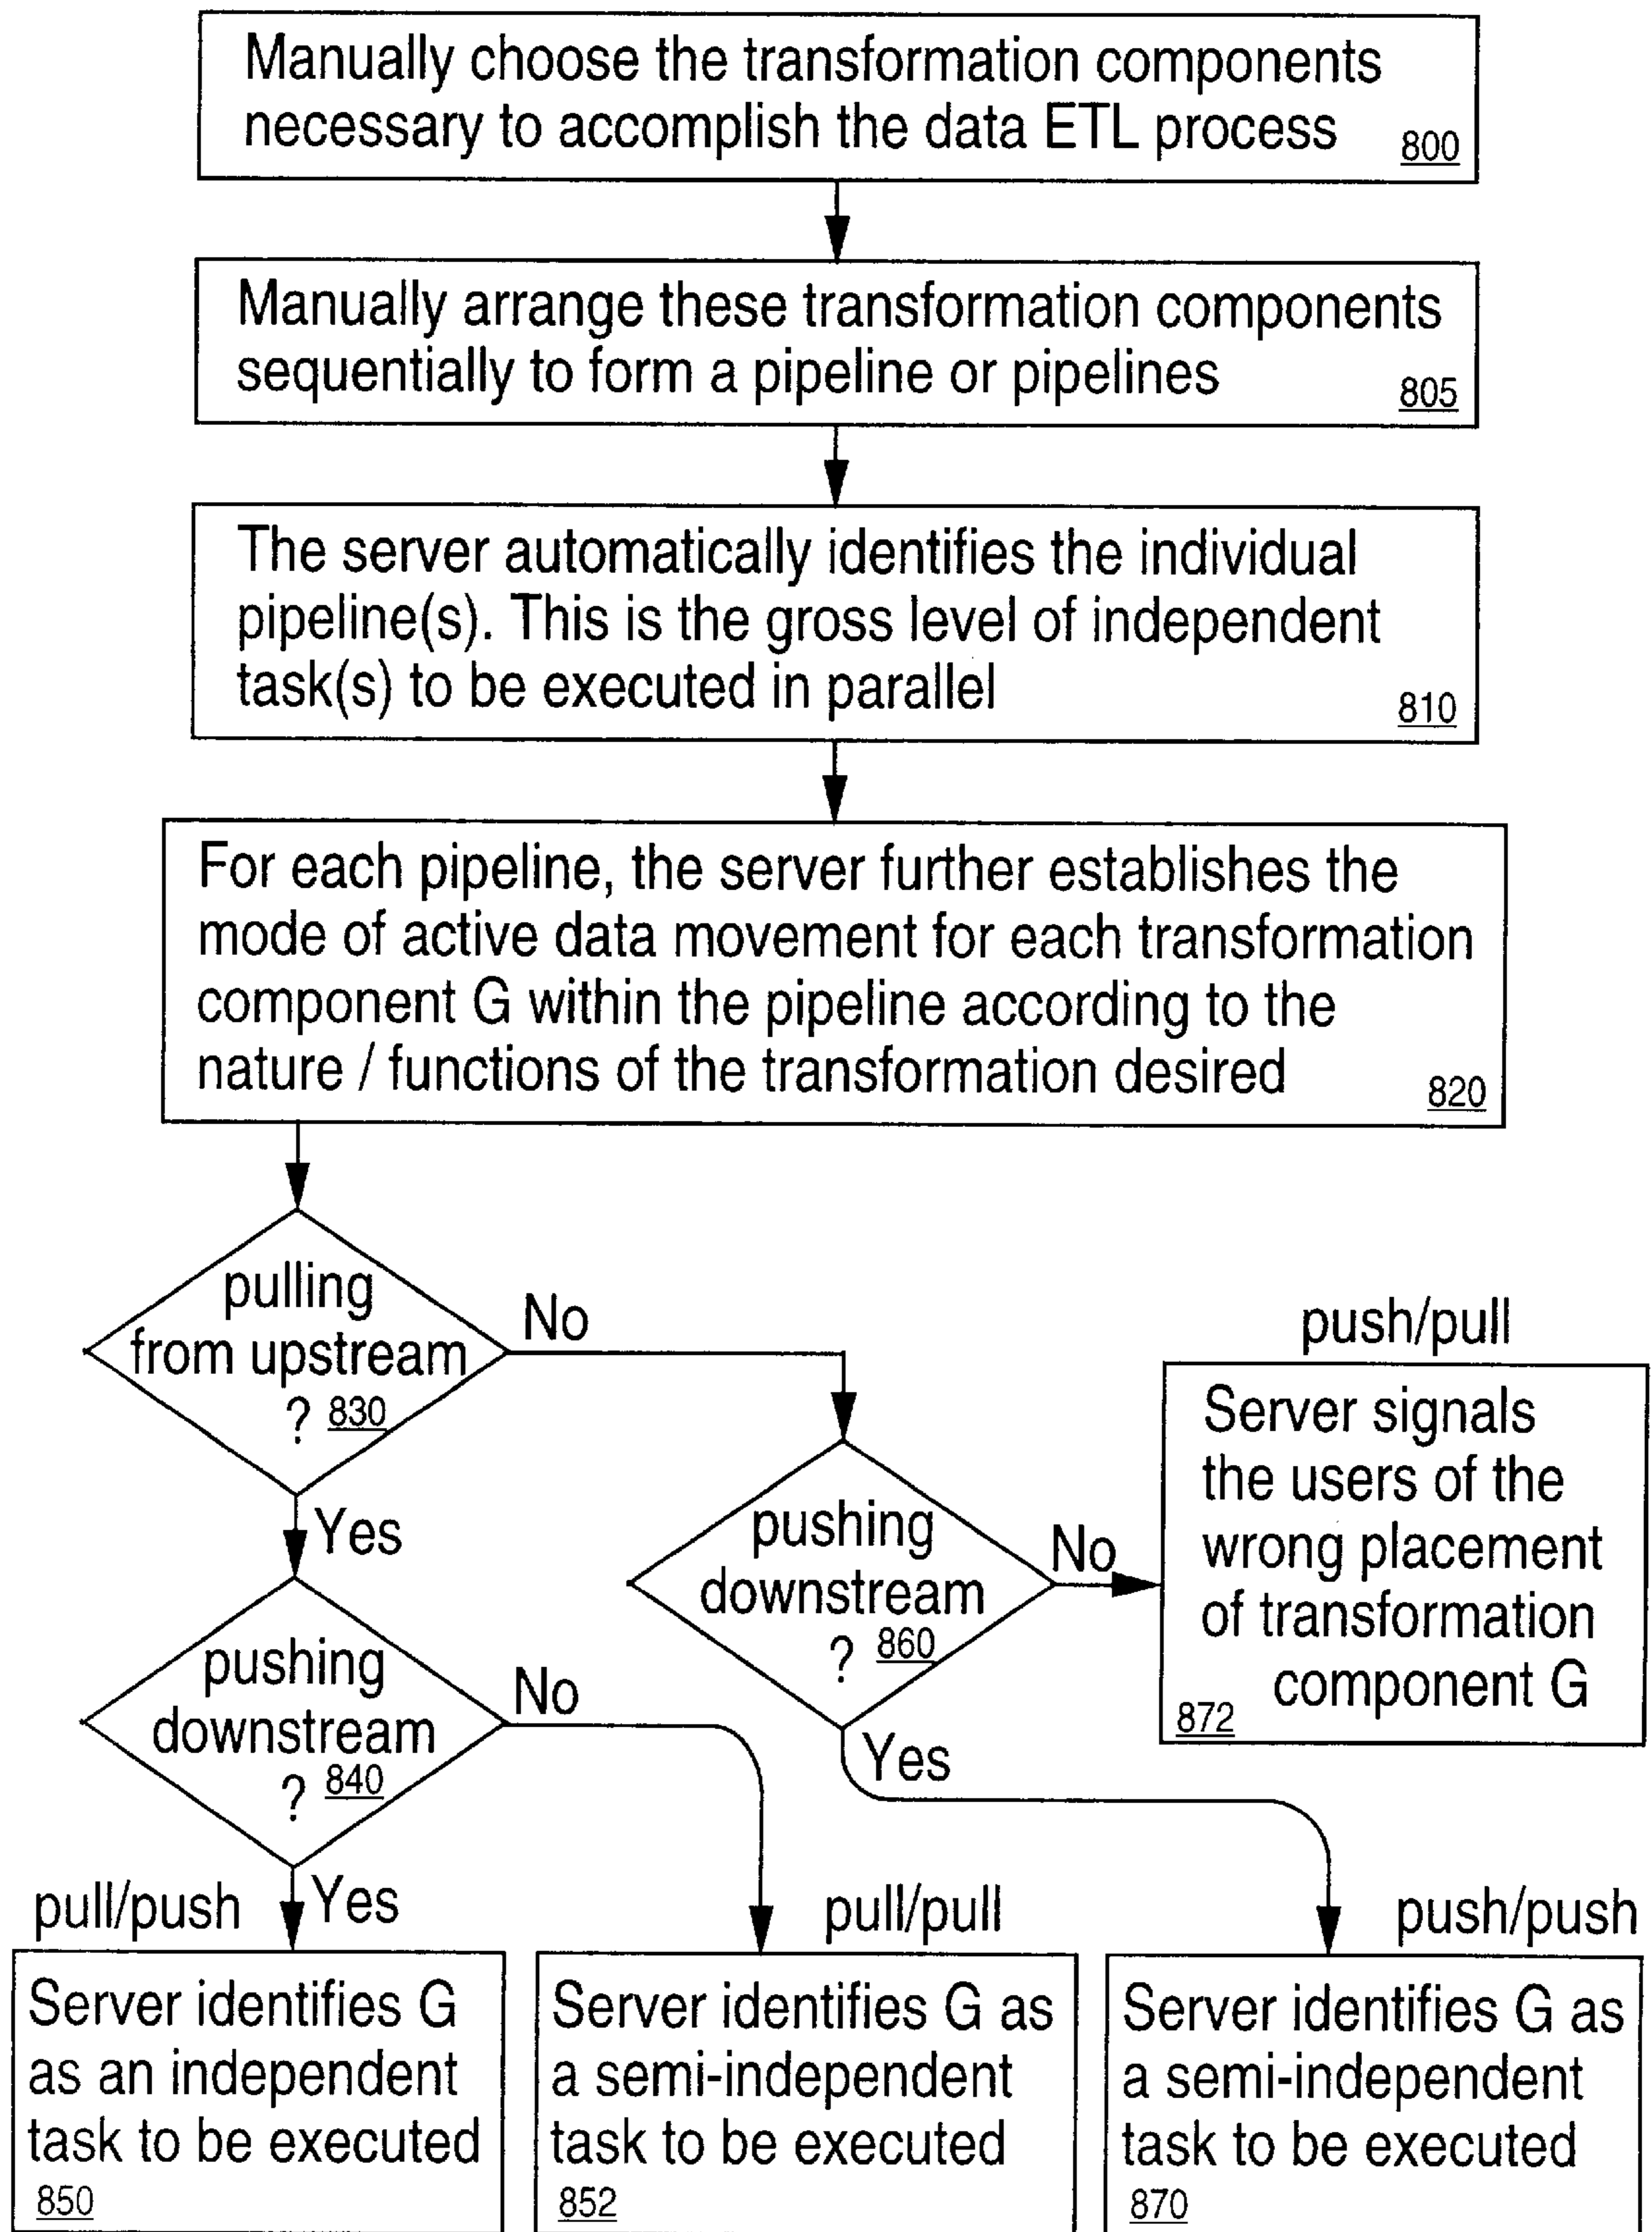 Manually choose the transformation components
necessary to accomplish the data ETL process 800
Manually arrange these transformation components
sequentially to form a pipeline or pipelines 805
The server automatically identifies the individual
pipeline(s). This is the gross level of independent
task(s) to be executed in parallel 810
For each pipeline, the server further establishes the
mode of active data movement for each transformation
component G within the pipeline according to the
nature / functions of the transformation desired 820
pulling
from upstream
? 830
No
Yes
pushing
downstream
? 860
No
Yes
push/pull
Server signals
the users of the
wrong placement
of transformation
component G
872
pushing
downstream
? 840
No
Yes
pull/push
Server identifies G
as an independent
task to be executed
850
pull/pull
Server identifies G as
a semi-independent
task to be executed
852
push/push
Server identifies G as
a semi-independent
task to be executed
870